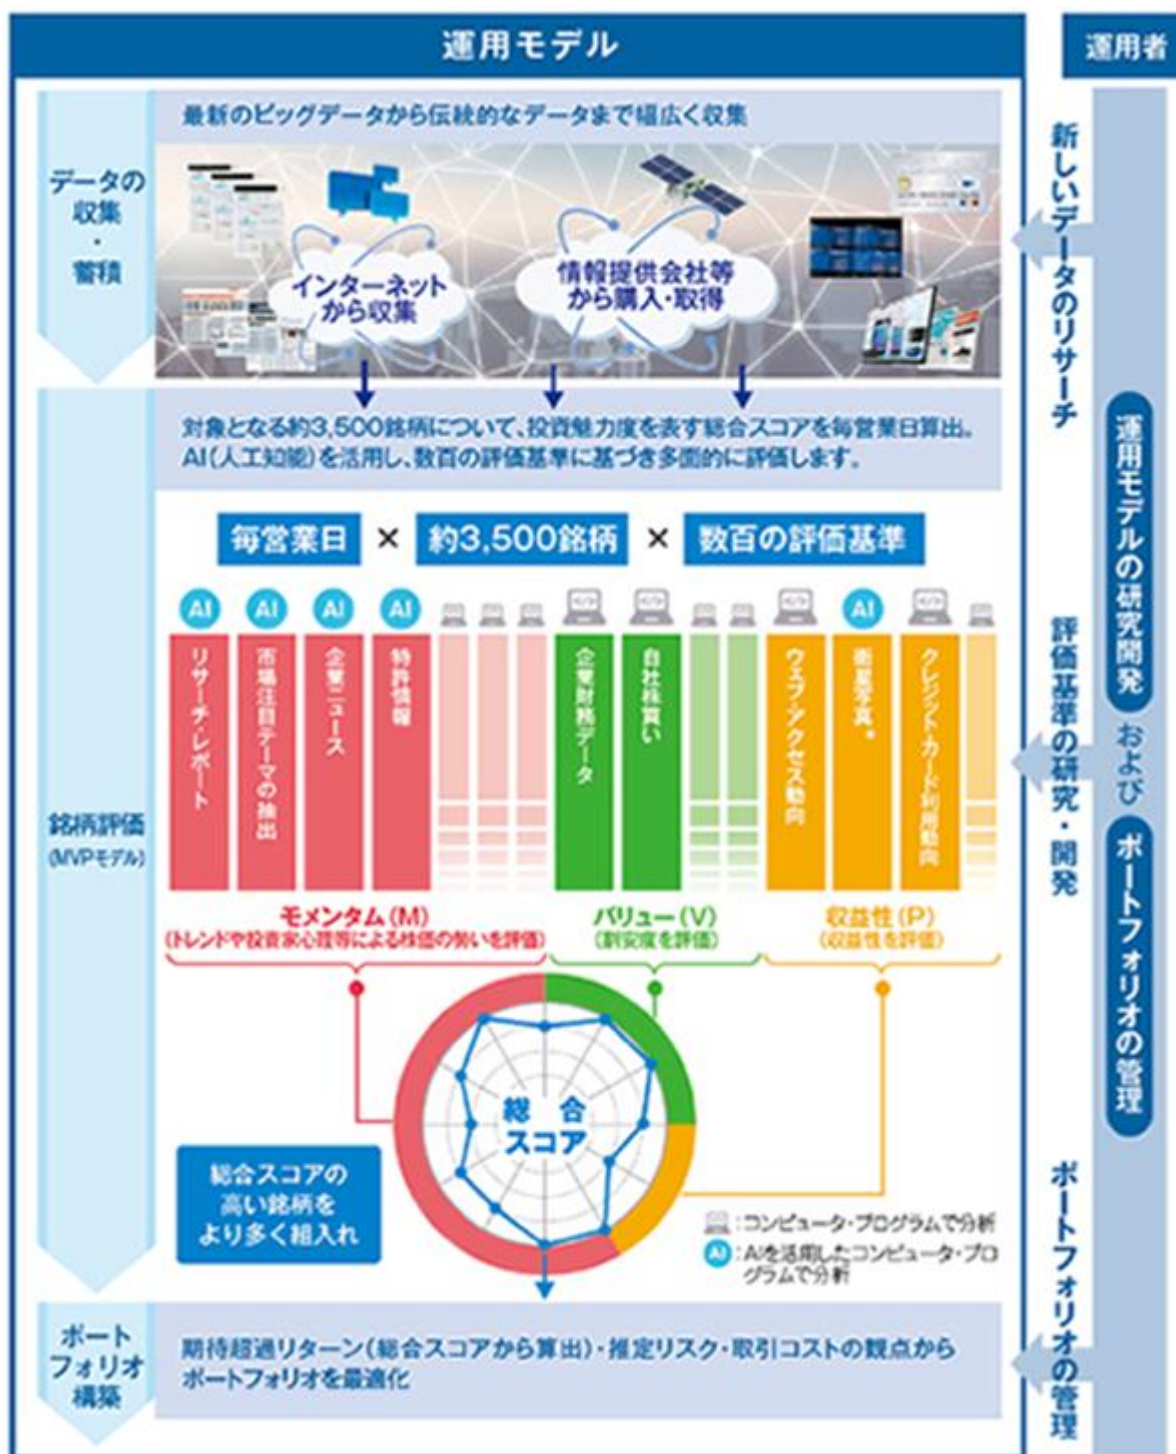 運用モデル
運用者
データの
収集
・
蓄積
最新のビッグデータから伝統的なデータまで幅広く収集
インターネット
から収集
情報提供会社等
から購入・取得
新しいデータのリサーチ
銘柄評価
(MVPモデル)
対象となる約3,500銘柄について、投資魅力度を表す総合スコアを毎営業日算出。
AI(人工知能)を活用し、数百の評価基準に基づき多面的に評価します。
毎営業日 × 約3,500銘柄 × 数百の評価基準
AI
AI
AI
AI
AI
リサーチ・レポート
市場注目テーマの抽出
企業ニュース
特許情報
企業財務データ
自社株買い
ウェブ・アクセス動向
衛星写真*
クレジット・カード利用動向
モメンタム(M)
(トレンドや投資家心理等による株価の勢いを評価)
バリュー(V)
(割安度を評価)
収益性(P)
(収益性を評価)
総合
スコア
総合スコアの
高い銘柄を
より多く組入れ
:コンピュータ・プログラムで分析
AI :AIを活用したコンピュータ・プロ
グラムで分析
評価基準の研究・開発
運用モデルの研究開発
および
ポートフォリオの管理
ポート
フォリオ
構築
期待超過リターン(総合スコアから算出)・推定リスク・取引コストの観点から
ポートフォリオを最適化
ポートフォリオの管理